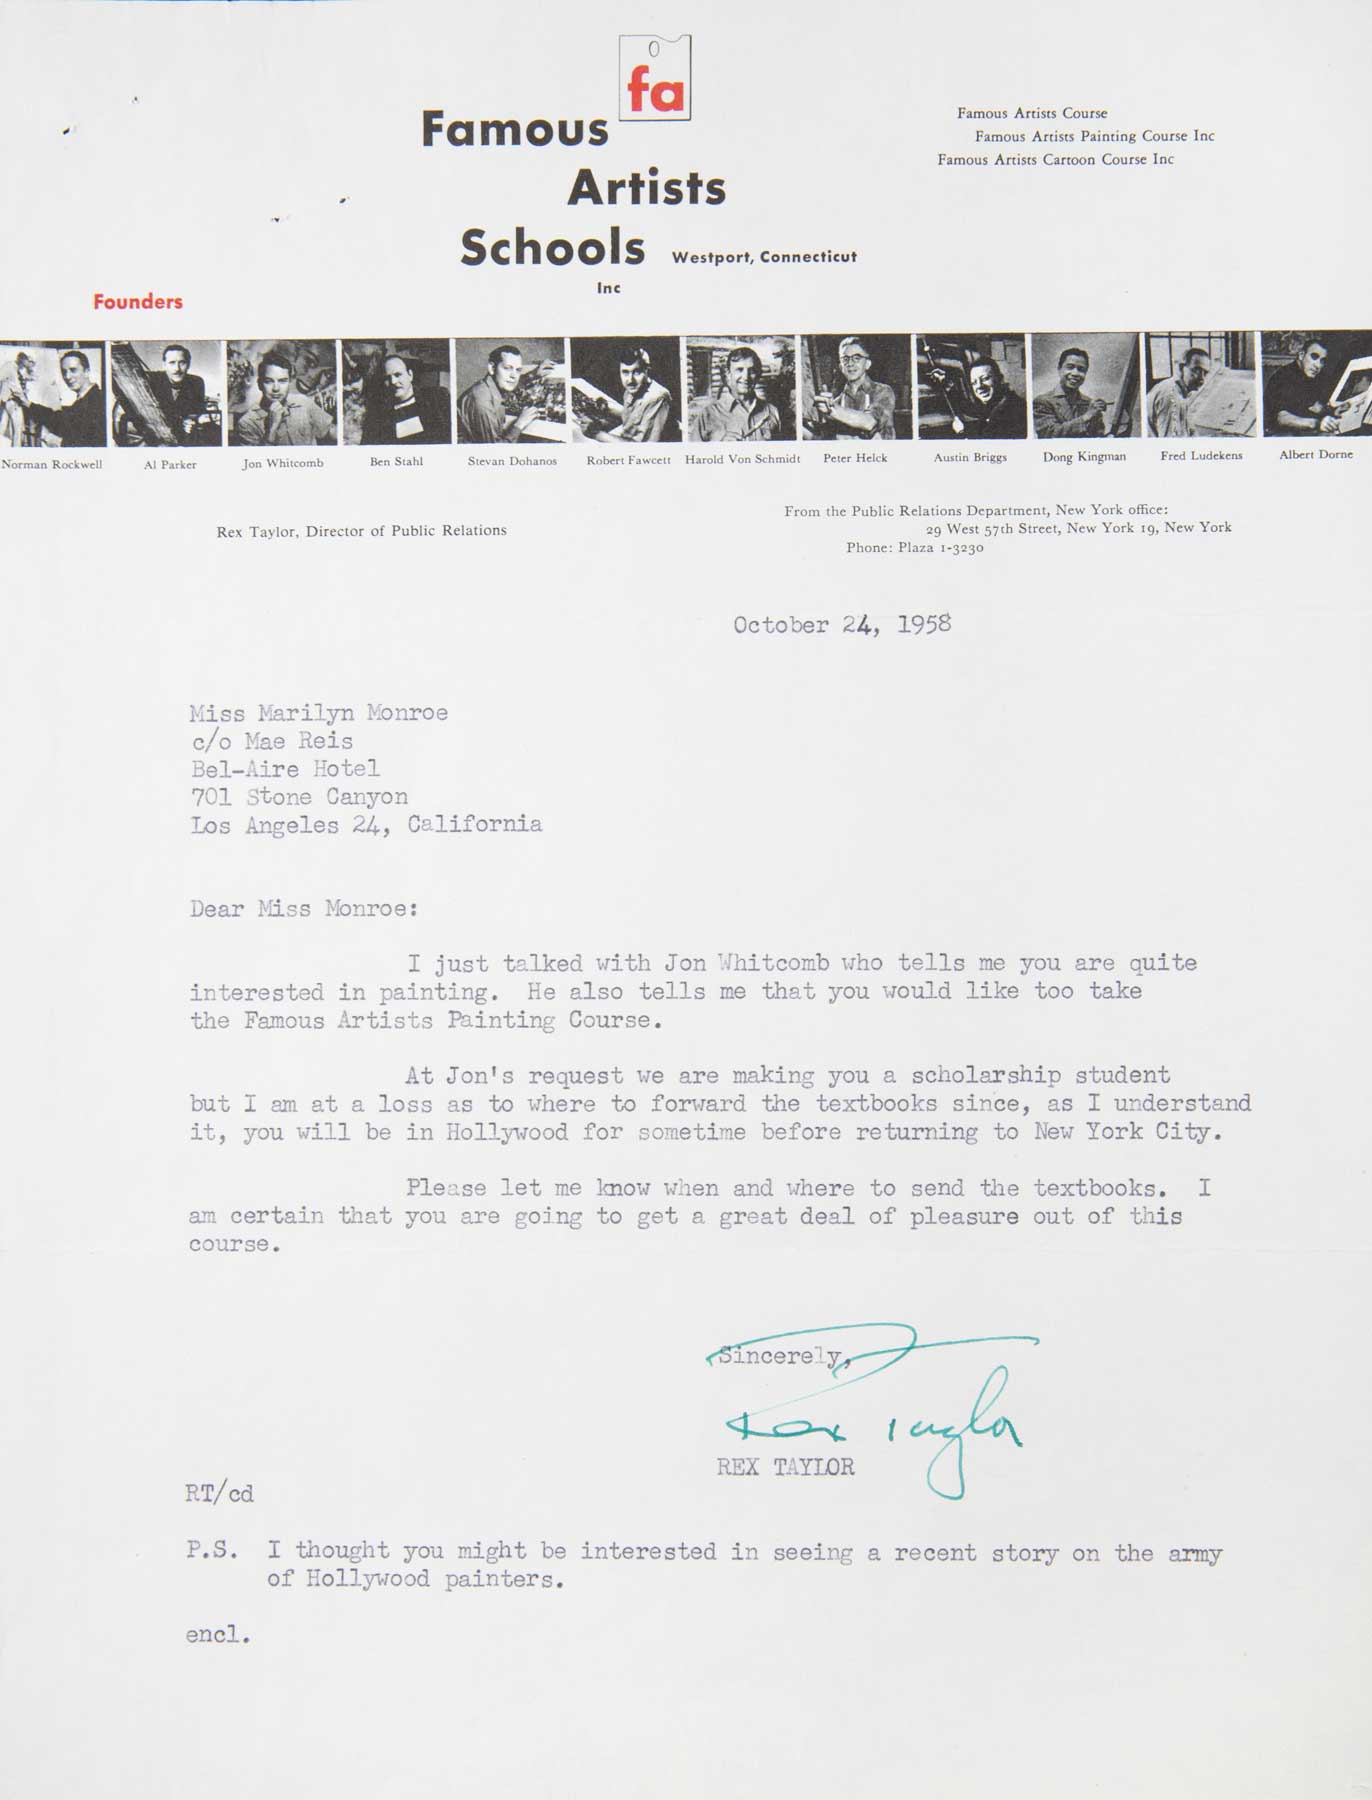 fa
Famous
Artists
Schools Westport, Connecticut
Inc
Famous Artists Course
Famous Artists Painting Course Inc
Famous Artists Cartoon Course Inc
Founders
Norman Rockwell Al Parker Jon Whitcomb Ben Stahl Stevan Dohanos Robert Fawcett Harold Von Schmidt Peter Helck Austin Briggs Dong Kingman Fred Ludekens Albert Dorne
Rex Taylor, Director of Public Relations
From the Public Relations Department, New York office:
29 West 57th Street, New York 19, New York
Phone: Plaza 1-3230
October 24, 1958
Miss Marilyn Monroe
c/o Mae Reis
Bel-Aire Hotel
701 Stone Canyon
Los Angeles 24, California
Dear Miss Monroe:
I just talked with Jon Whitcomb who tells me you are quite
interested in painting. He also tells me that you would like too take
the Famous Artists Painting Course.
At Jon's request we are making you a scholarship student
but I am at a loss as to where to forward the textbooks since, as I understand
it, you will be in Hollywood for sometime before returning to New York City.
Please let me know when and where to send the textbooks. I
am certain that you are going to get a great deal of pleasure out of this
course.
Sincerely,
Rex Taylor
REX TAYLOR
RT/cd
P.S. I thought you might be interested in seeing a recent story on the army
of Hollywood painters.
encl.